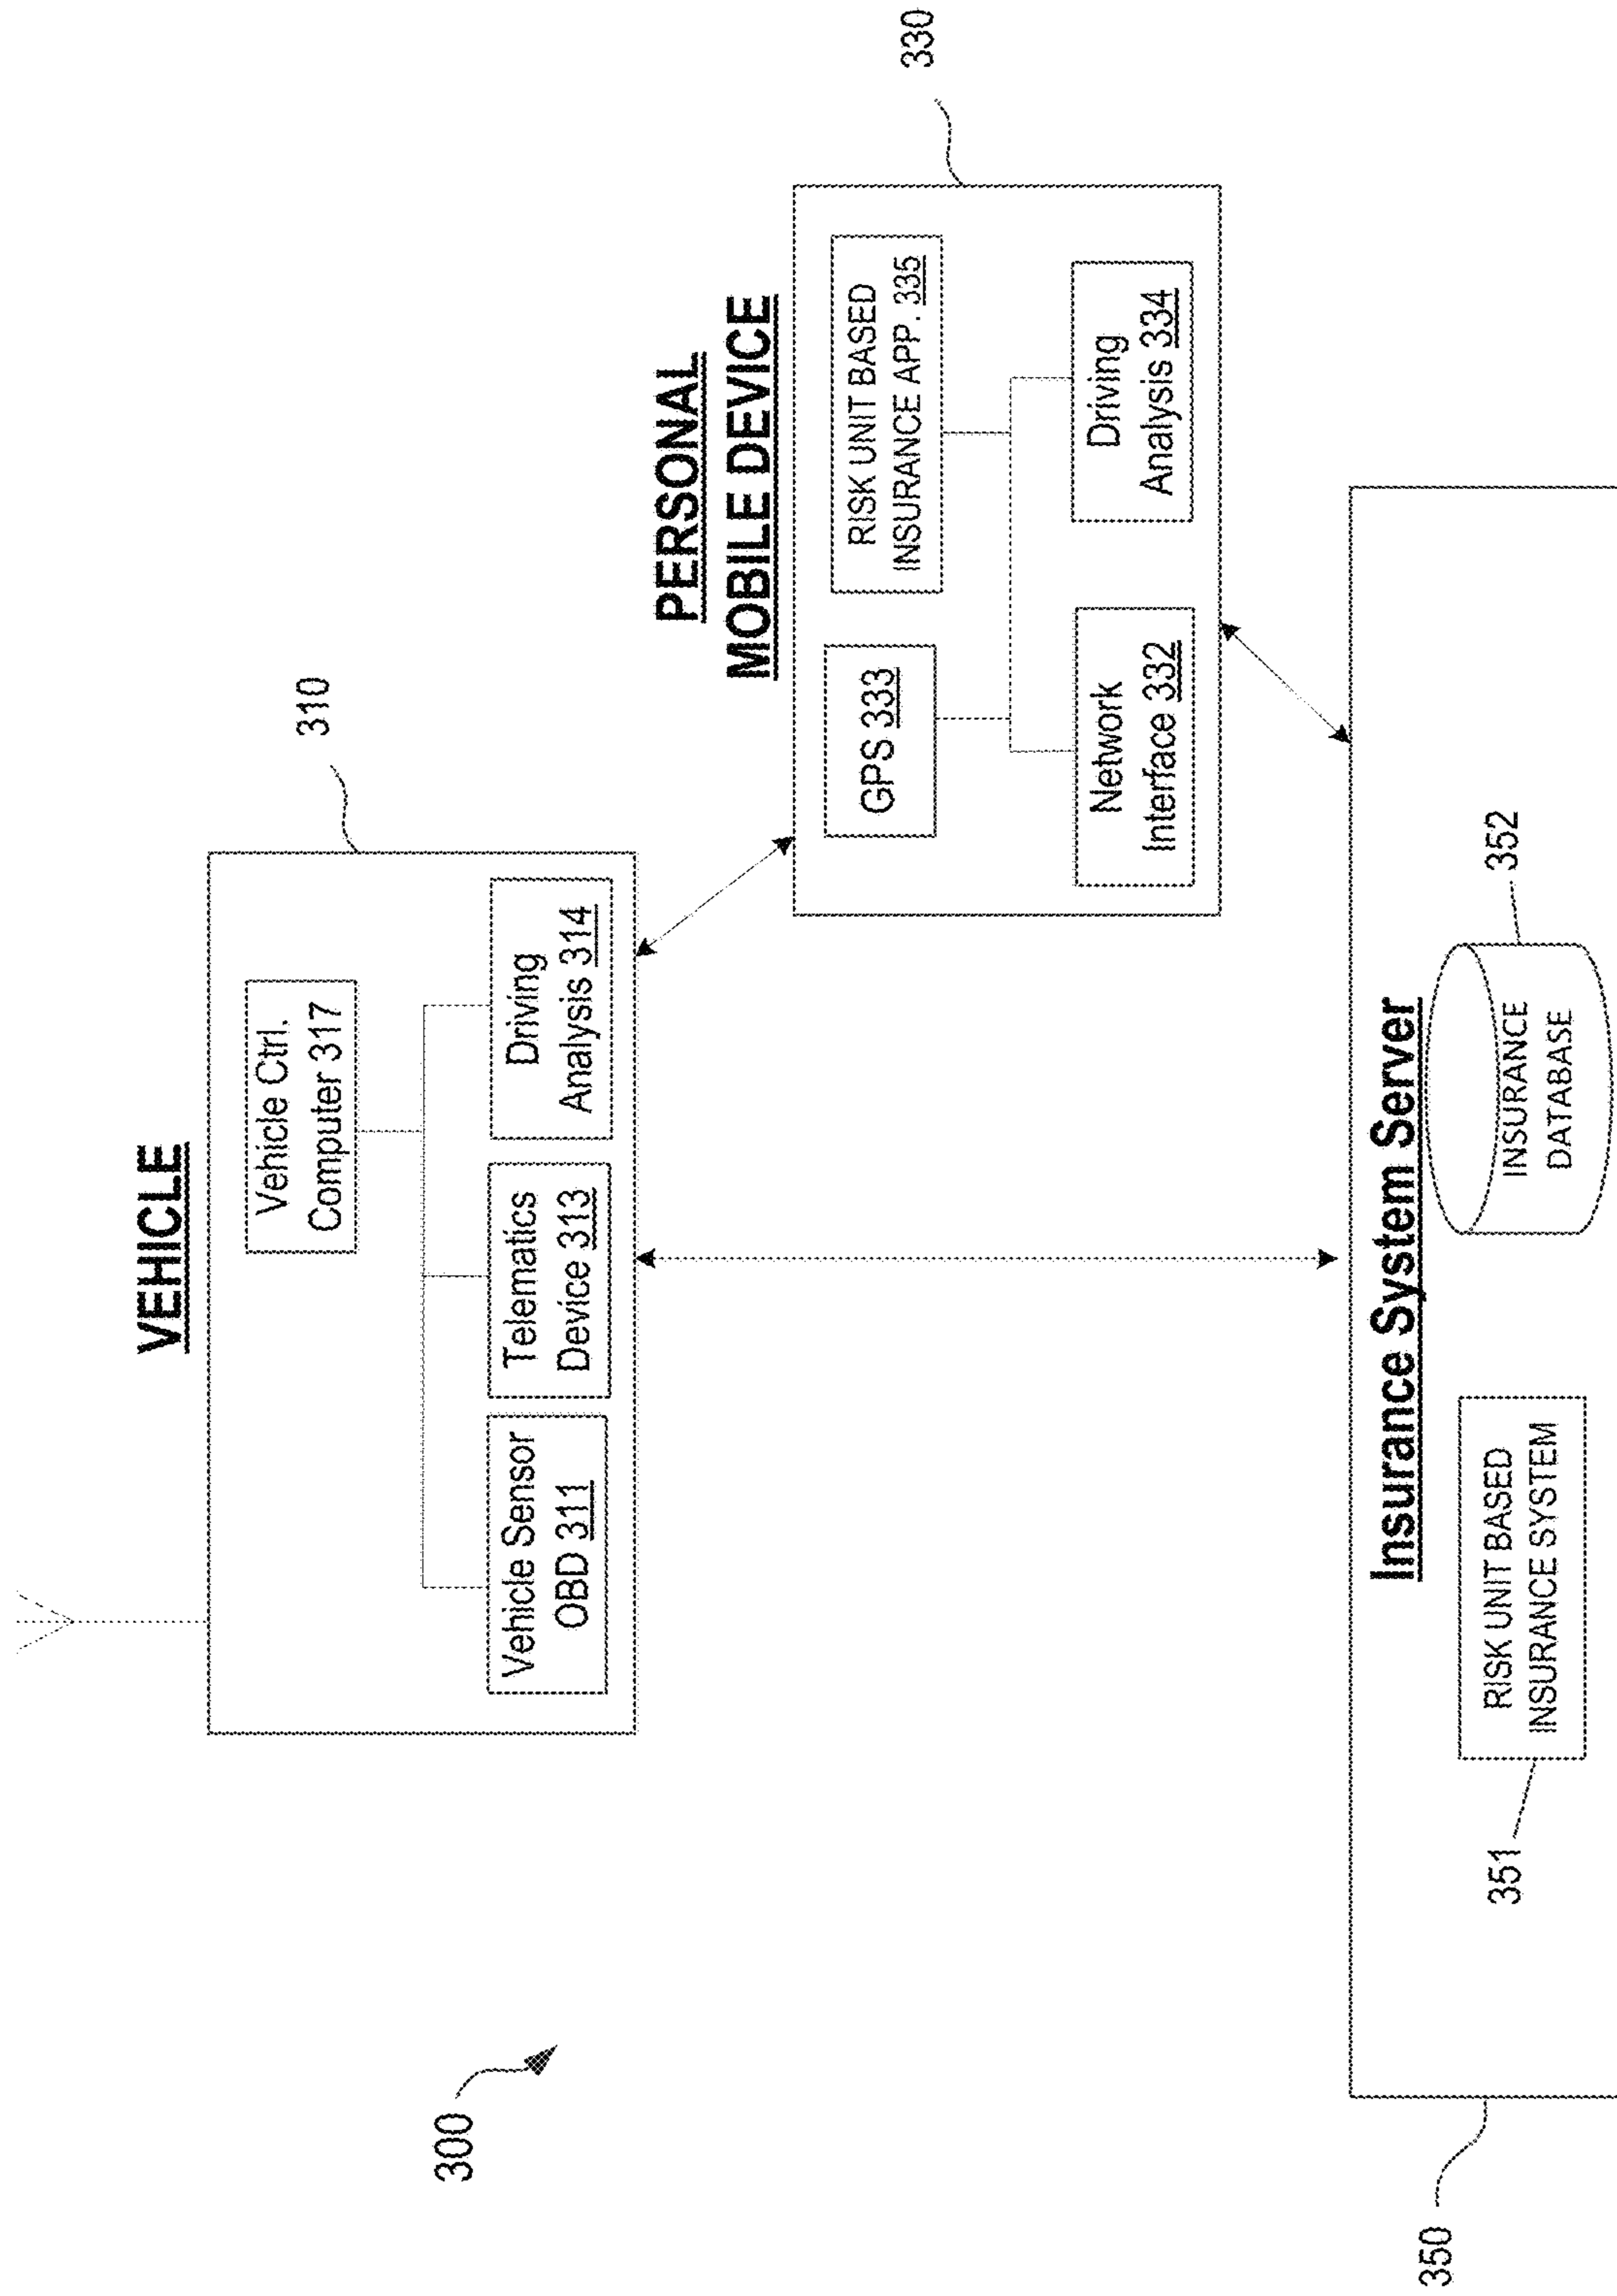 300
VEHICLE
310
Vehicle Ctrl.
Computer 317
Vehicle Sensor
OBD 311
Telematics
Device 313
Driving
Analysis 314
PERSONAL
MOBILE DEVICE
330
GPS 333
RISK UNIT BASED
INSURANCE APP. 335
Network
Interface 332
Driving
Analysis 334
350
Insurance System Server
351
RISK UNIT BASED
INSURANCE SYSTEM
INSURANCE
DATABASE
352